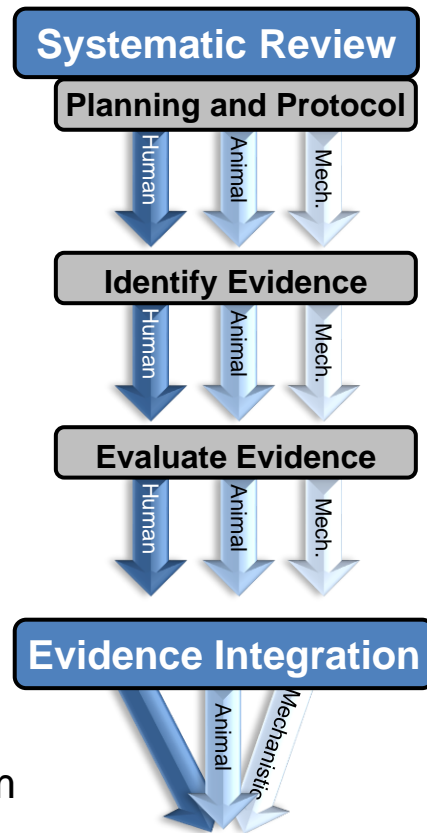 Systematic Review
Planning and Protocol
Human
Animal
Mech.
Identify Evidence
Human
Animal
Mech.
Evaluate Evidence
Human
Animal
Mech.
Evidence Integration
Animal
Mechanistic